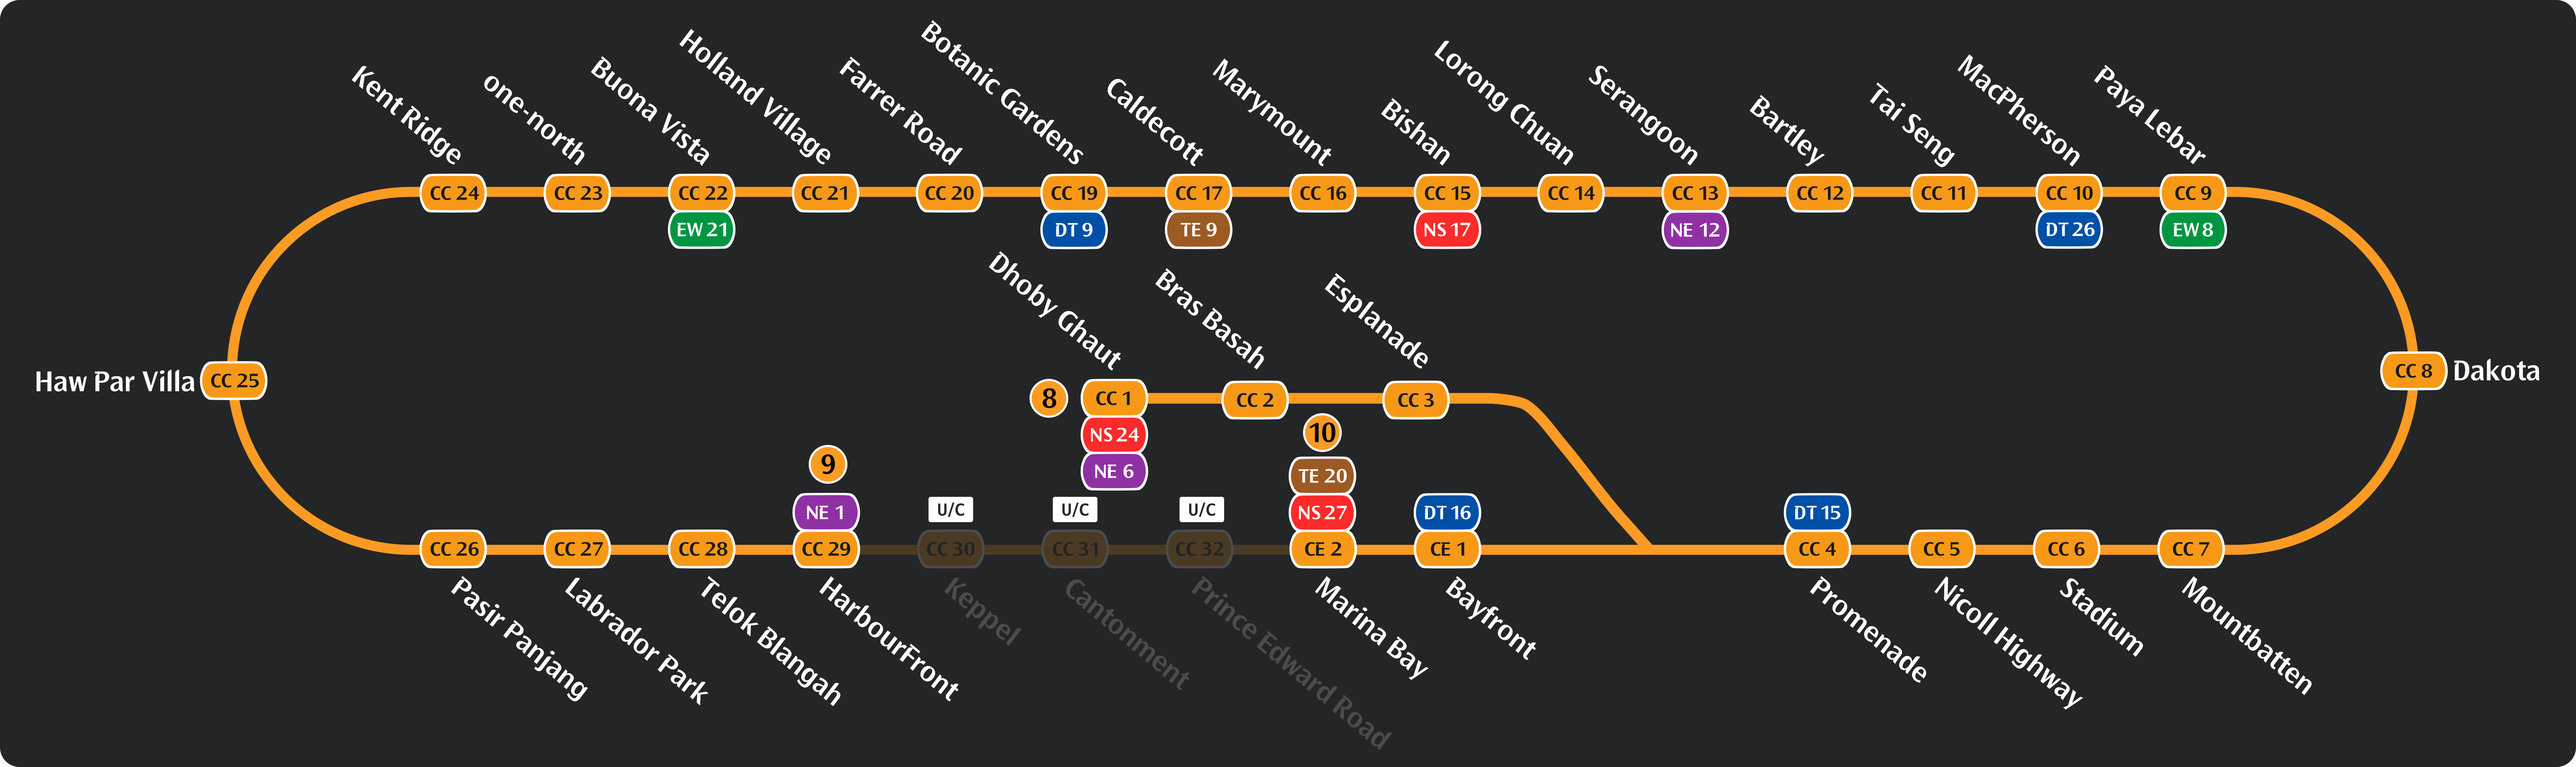 Kent Ridge
one-north
Buona Vista
Holland Village
Farrer Road
Botanic Gardens
Caldecott
Marymount
Bishan
Lorong Chuan
Serangoon
Bartley
Tai Seng
MacPherson
Paya Lebar
CC 24
CC 23
CC 22
CC 21
CC 20
CC 19
CC 17
CC 16
CC 15
CC 14
CC 13
CC 12
CC 11
CC 10
CC 9
EW 21
DT 9
TE 9
NS 17
NE 12
DT 26
EW 8
Dhoby Ghaut
Bras Basah
Esplanade
Haw Par Villa
CC 25
CC 8
Dakota
8
CC 1
CC 2
CC 3
NS 24
NE 6
9
10
TE 20
NE 1
U/C
U/C
U/C
NS 27
DT 16
DT 15
CC 26
CC 27
CC 28
CC 29
CC 30
CC 31
CC 32
CE 2
CE 1
CC 4
CC 5
CC 6
CC 7
Pasir Panjang
Labrador Park
Telok Blangah
HarbourFront
Keppel
Cantonment
Prince Edward Road
Marina Bay
Bayfront
Promenade
Nicoll Highway
Stadium
Mountbatten